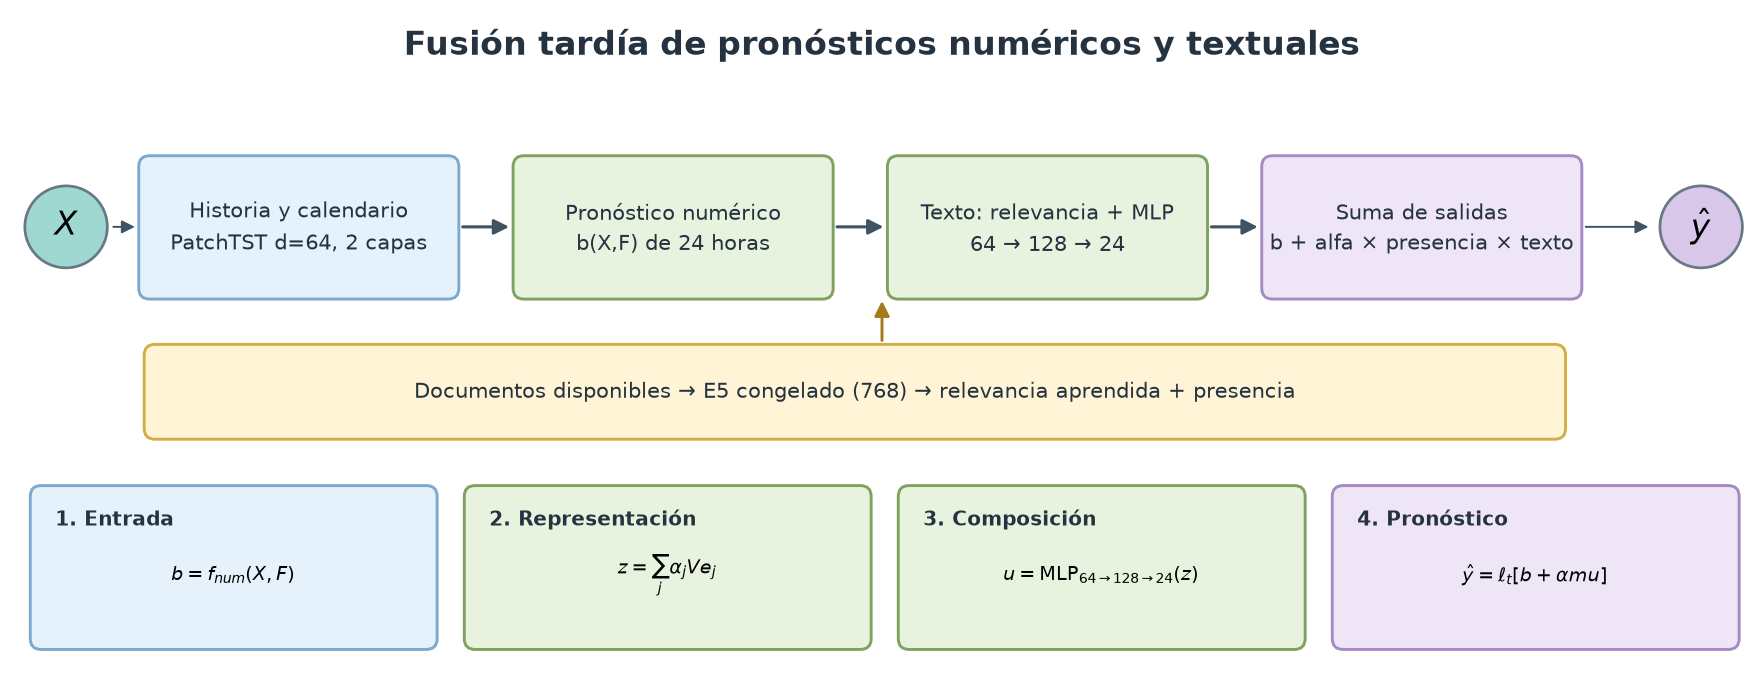 Fusión tardía de pronósticos numéricos y textuales
X
Historia y calendario
PatchTST d=64, 2 capas
Pronóstico numérico
b(X,F) de 24 horas
Texto: relevancia + MLP
64 → 128 → 24
Suma de salidas
b + alfa × presencia × texto
ŷ
Documentos disponibles → E5 congelado (768) → relevancia aprendida + presencia
1. Entrada
b = f_num(X, F)
2. Representación
z = ∑_j α_j V e_j
3. Composición
u = MLP_64→128→24(z)
4. Pronóstico
ŷ = ℓ_t[b + αmu]